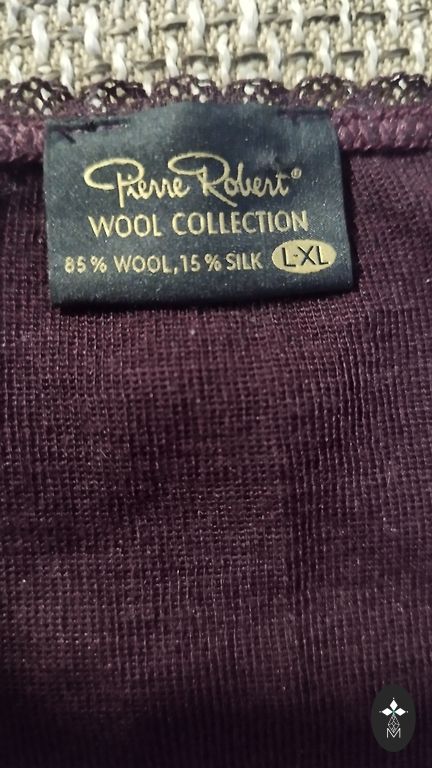 Pierre Robert®
WOOL COLLECTION
85% WOOL, 15% SILK L-XL
M